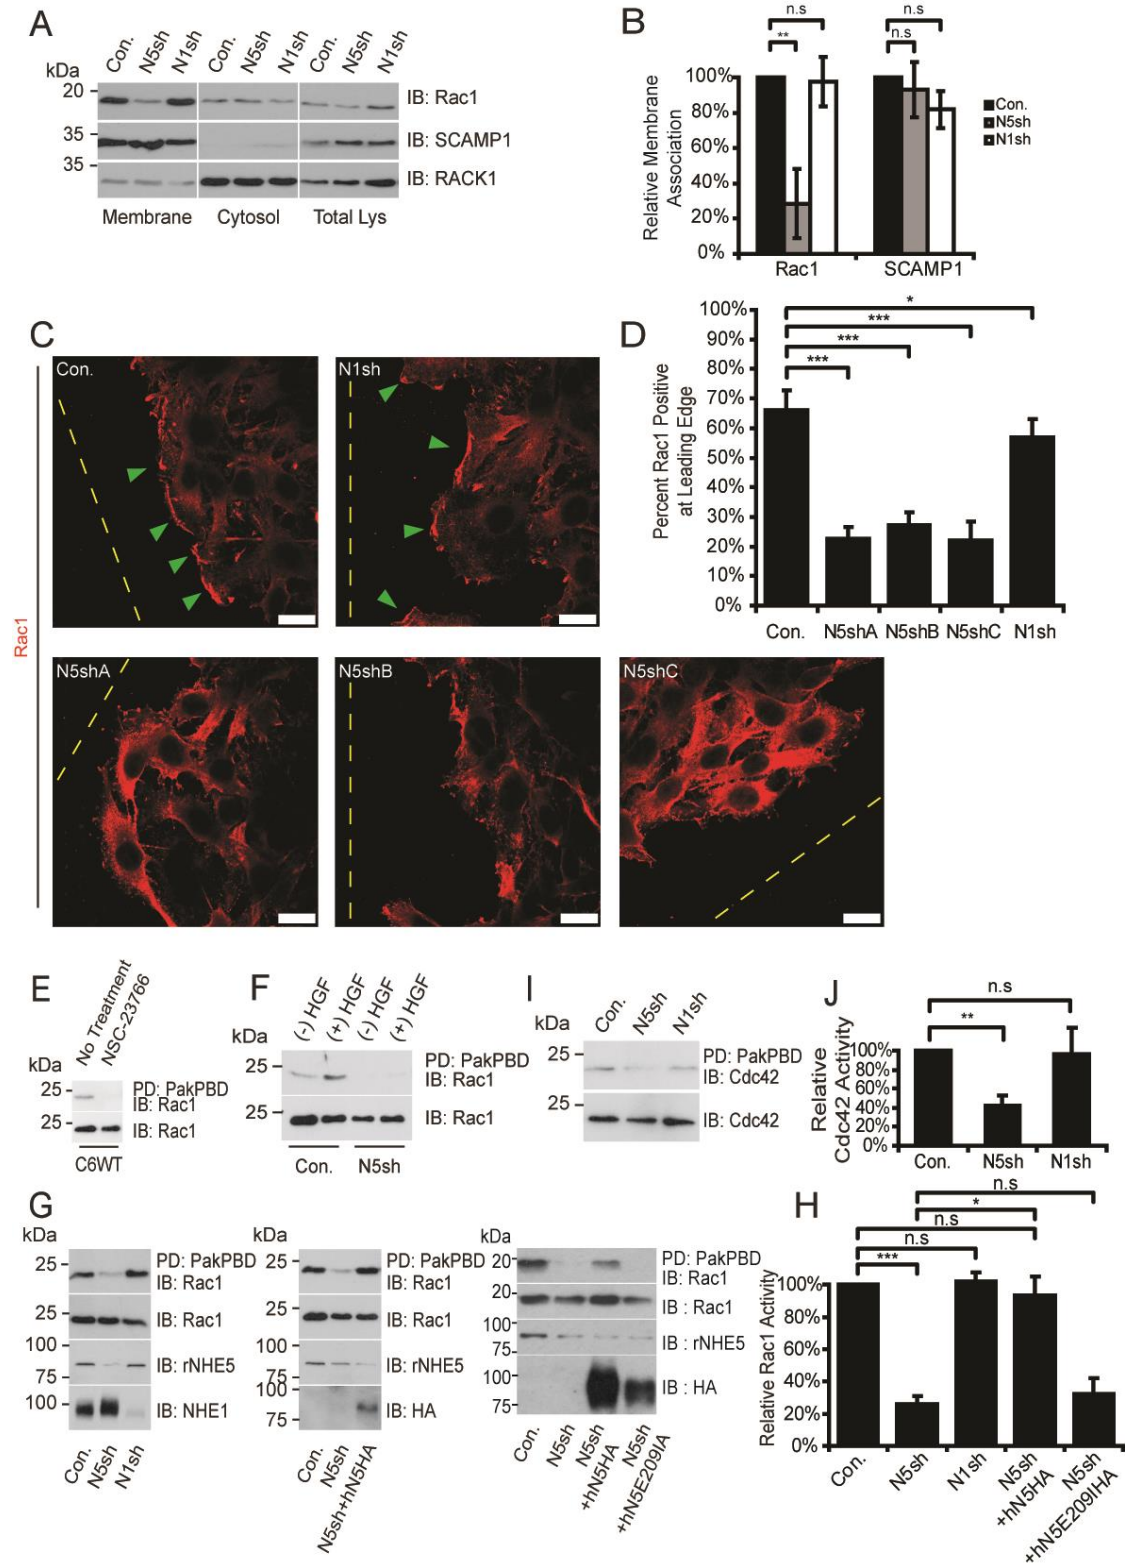 A
Con.
N5sh
N1sh
Con.
N5sh
N1sh
Con.
N5sh
N1sh
kDa
20
IB: Rac1
35
IB: SCAMP1
35
IB: RACK1
Membrane
Cytosol
Total Lys
B
n.s
**
n.s
n.s
Relative Membrane
Association
100%
80%
60%
40%
20%
0%
Rac1
SCAMP1
Con.
N5sh
N1sh
C
Rac1
Con.
N1sh
N5shA
N5shB
N5shC
D
Percent Rac1 Positive
at Leading Edge
100%
90%
80%
70%
60%
50%
40%
30%
20%
10%
0%
*
***
***
***
Con.
N5shA
N5shB
N5shC
N1sh
E
No Treatment
NSC-23766
kDa
25
PD: PakPBD
IB: Rac1
25
IB: Rac1
C6WT
F
(-) HGF
(+) HGF
(-) HGF
(+) HGF
kDa
25
PD: PakPBD
IB: Rac1
25
IB: Rac1
Con.
N5sh
I
Con.
N5sh
N1sh
kDa
25
PD: PakPBD
IB: Cdc42
25
IB: Cdc42
J
n.s
**
Relative
Cdc42 Activity
100%
80%
60%
40%
20%
0%
Con.
N5sh
N1sh
G
kDa
25
PD: PakPBD
IB: Rac1
25
IB: Rac1
100
75
IB: rNHE5
100
IB: NHE1
Con.
N5sh
N1sh
kDa
25
PD: PakPBD
IB: Rac1
25
IB: Rac1
100
75
IB: rNHE5
100
75
IB: HA
Con.
N5sh
N5sh+hN5HA
kDa
20
PD: PakPBD
IB: Rac1
20
IB : Rac1
100
75
IB : rNHE5
100
75
IB : HA
Con.
N5sh
N5sh
+hN5HA
N5sh
+hN5E209IA
H
n.s
*
n.s
n.s
***
Relative Rac1 Activity
100%
80%
60%
40%
20%
0%
Con.
N5sh
N1sh
N5sh
+hN5HA
N5sh
+hN5E209IHA